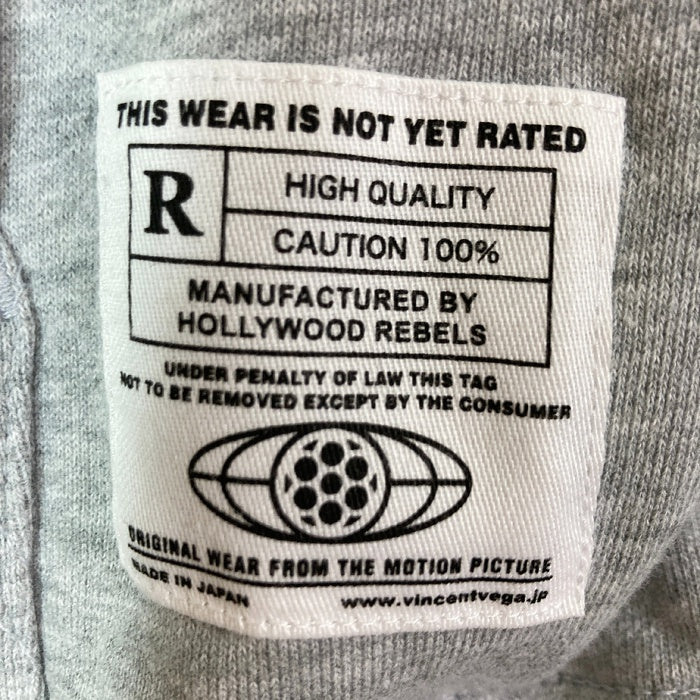 THIS WEAR IS NOT YET RATED
R
HIGH QUALITY
CAUTION 100%
MANUFACTURED BY
HOLLYWOOD REBELS
UNDER PENALTY OF LAW THIS TAG
NOT TO BE REMOVED EXCEPT BY THE CONSUMER
ORIGINAL WEAR FROM THE MOTION PICTURE
MADE IN JAPAN
www.vincentvega.jp